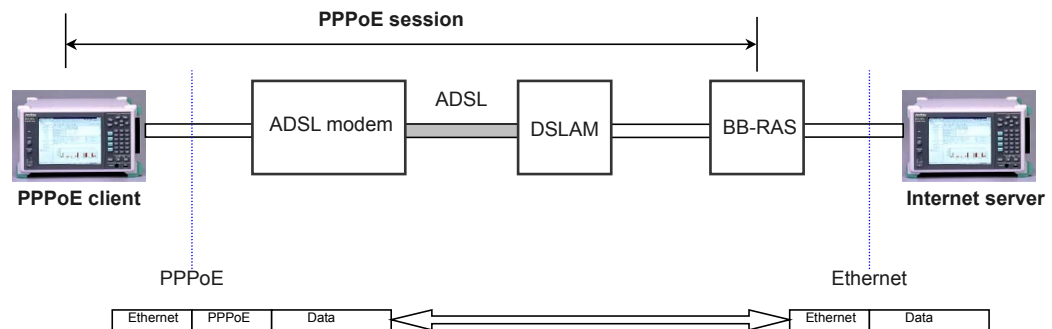 PPPoE session
ADSL modem
ADSL
DSLAM
BB-RAS
PPPoE client
Internet server
PPPoE
Ethernet
Ethernet PPPoE Data
Ethernet Data